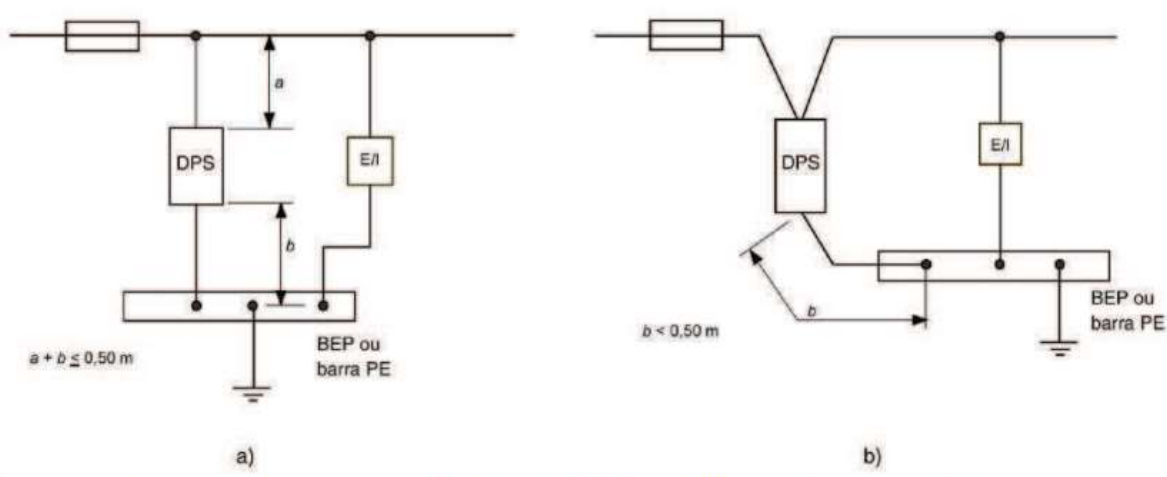 a
DPS
E/I
b
BEP ou
barra PE
a + b ≤ 0,50 m
a)
DPS
E/I
b
b < 0,50 m
BEP ou
barra PE
b)